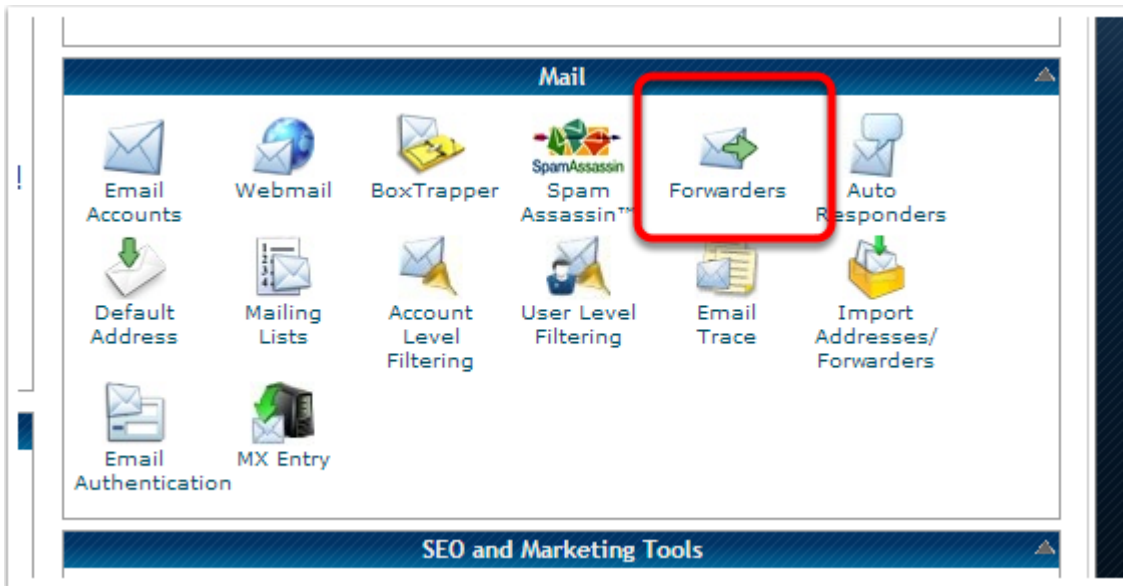 Mail
!
SpamAssassin
Email
Accounts
Webmail
BoxTrapper
Spam
Assassin™
Forwarders
Auto
Responders
Default
Address
Mailing
Lists
Account
Level
Filtering
User Level
Filtering
Email
Trace
Import
Addresses/
Forwarders
Email
Authentication
MX Entry
SEO and Marketing Tools